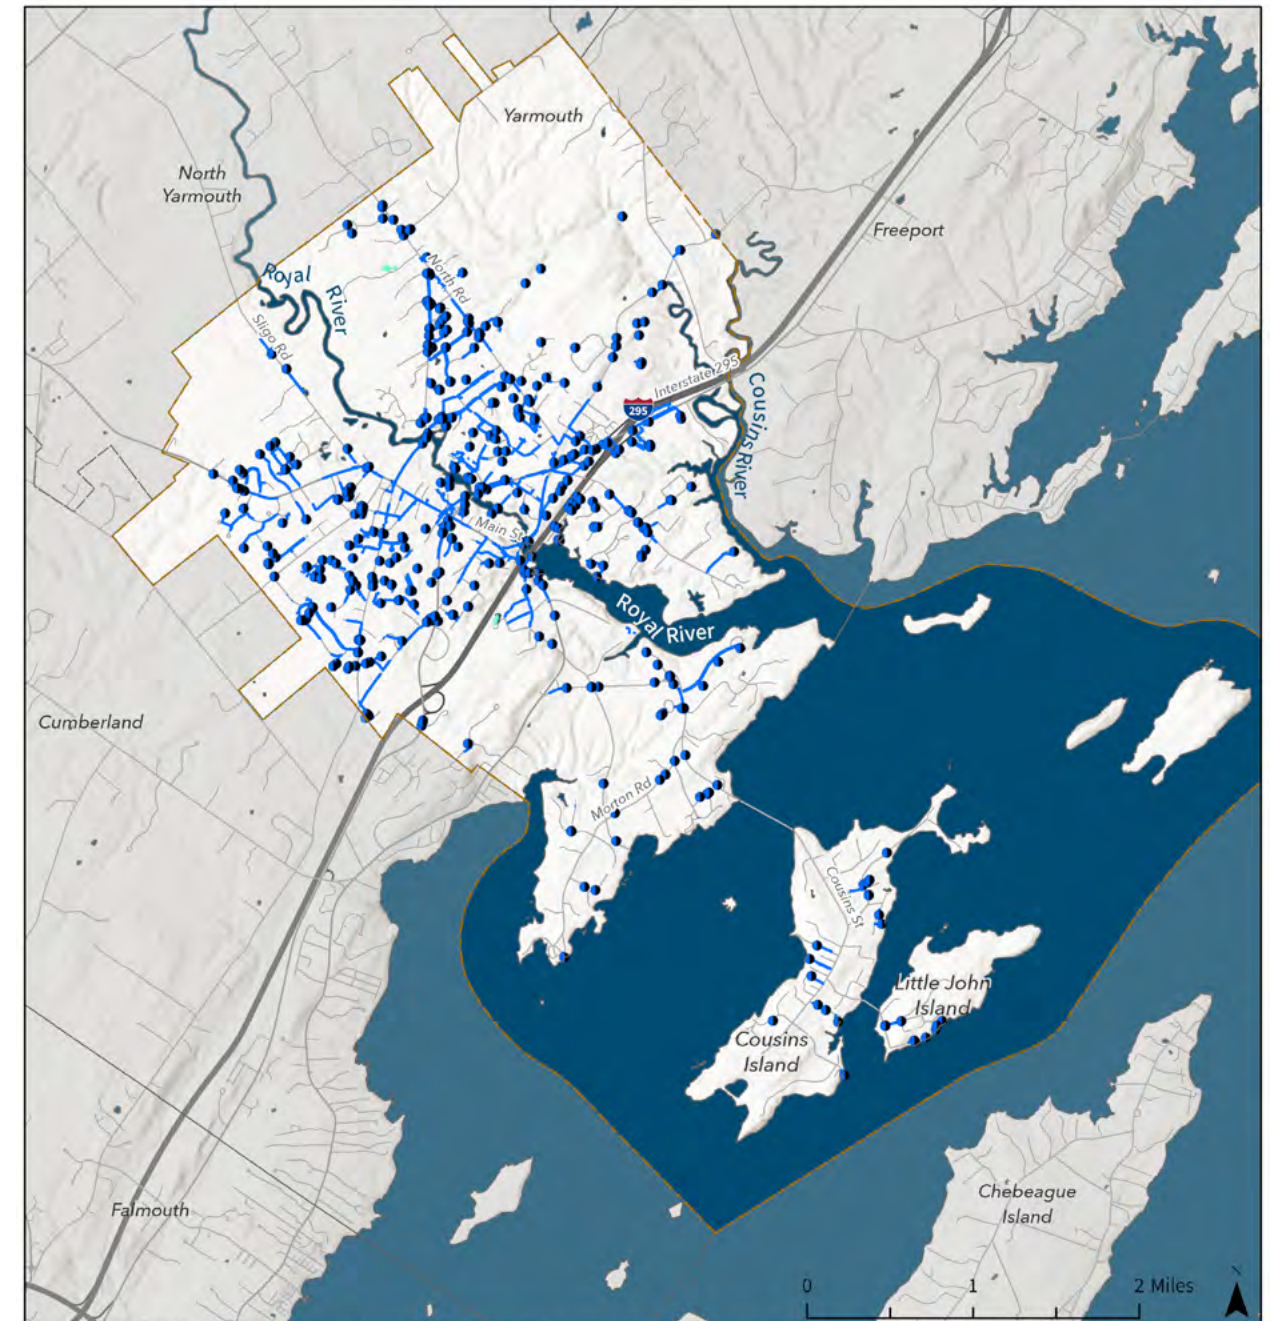 Yarmouth
North
Yarmouth
Freeport
Royal
River
North Rd
Sligo Rd
Interstate 295
295
Cousins River
Main St
Royal River
Cumberland
Morton Rd
Cousins St
Little John
Island
Cousins
Island
Chebeague
Island
Falmouth
0 1 2 Miles
N